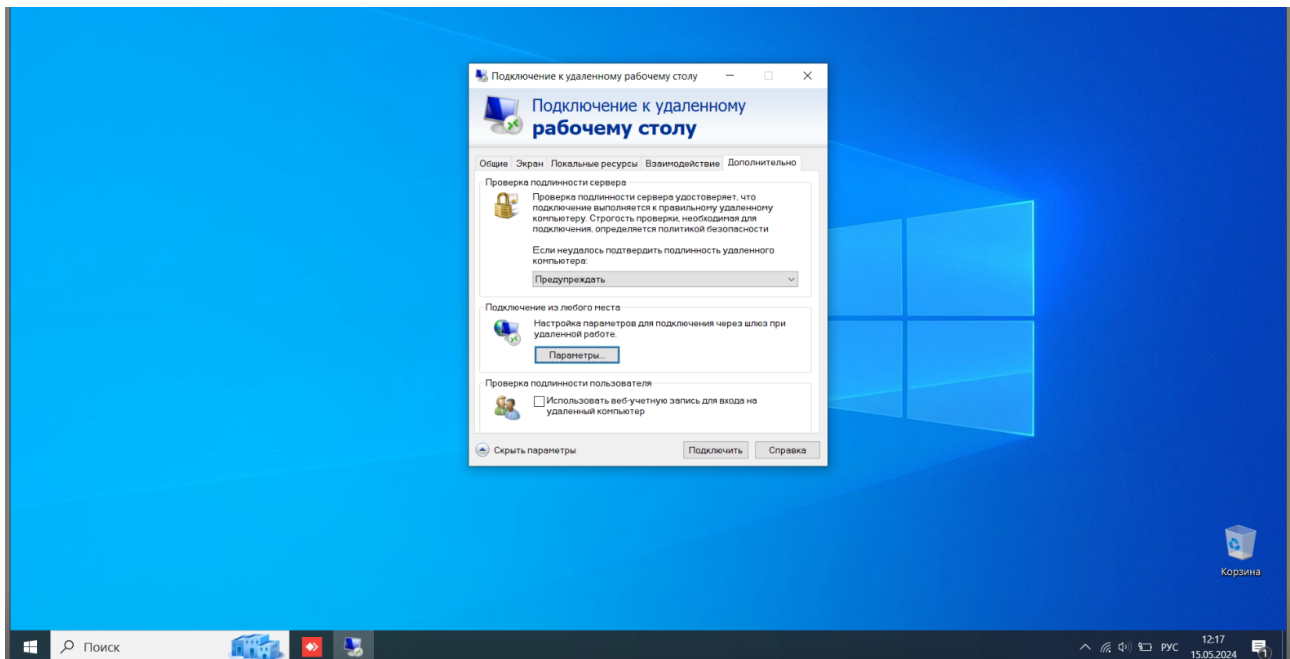 Подключение к удаленному рабочему столу
Подключение к удаленному
рабочему столу
Общие Экран Локальные ресурсы Взаимодействие Дополнительно
Проверка подлинности сервера
Проверка подлинности сервера удостоверяет, что
подключение выполняется к правильному удаленному
компьютеру. Строгость проверки, необходимая для
подключения, определяется политикой безопасности
Если неудалось подтвердить подлинность удаленного
компьютера:
Предупреждать
Подключение из любого места
Настройка параметров для подключения через шлюз при
удаленной работе.
Параметры...
Проверка подлинности пользователя
Использовать веб-учетную запись для входа на
удаленный компьютер
Скрыть параметры
Подключить
Справка
Корзина
Поиск
РУС
12:17
15.05.2024
1